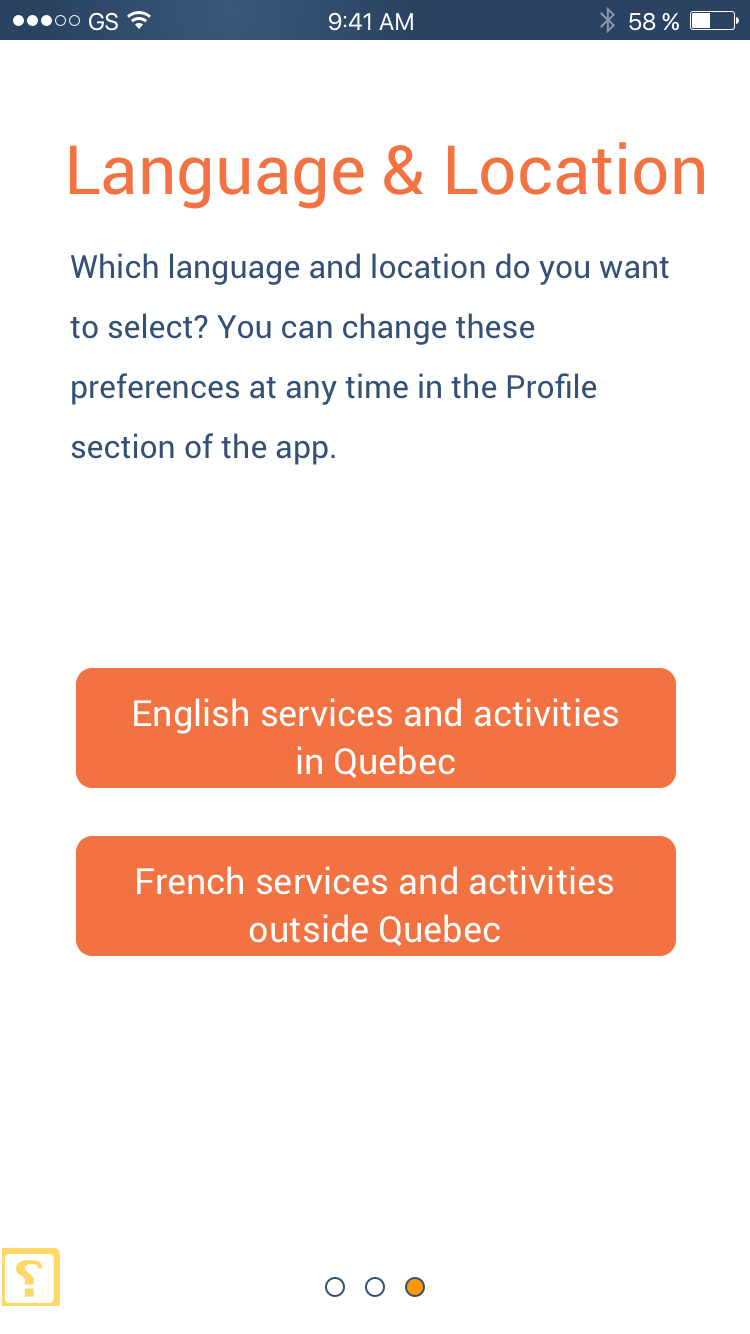 GS 9:41 AM 58 %
Language & Location
Which language and location do you want
to select? You can change these
preferences at any time in the Profile
section of the app.
English services and activities
in Quebec
French services and activities
outside Quebec
⸮